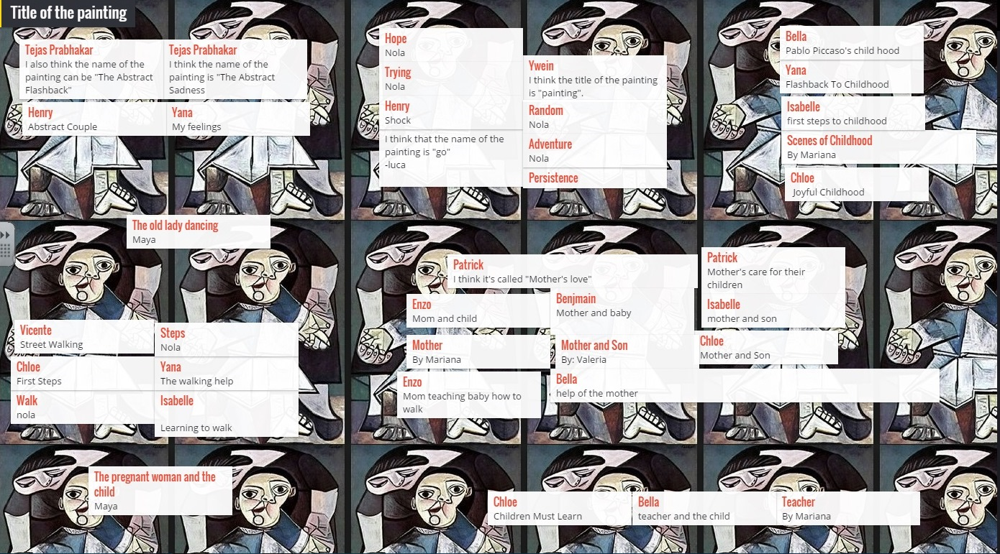 Title of the painting
Tejas Prabhakar
I also think the name of the
painting can be "The Abstract
Flashback"
Tejas Prabhakar
I think the name of the
painting is "The Abstract
Sadness
Henry
Abstract Couple
Yana
My feelings
Hope
Nola
Trying
Nola
Henry
Shock
I think that the name of the
painting is "go"
-luca
Ywein
I think the title of the painting
is "painting".
Random
Nola
Adventure
Nola
Persistence
Bella
Pablo Piccaso's child hood
Yana
Flashback To Childhood
Isabelle
first steps to childhood
Scenes of Childhood
By Mariana
Chloe
Joyful Childhood
The old lady dancing
Maya
Vicente
Street Walking
Steps
Nola
Chloe
First Steps
Yana
The walking help
Walk
nola
Isabelle
Learning to walk
Patrick
I think it's called "Mother's love"
Enzo
Mom and child
Benjmain
Mother and baby
Patrick
Mother's care for their
children
Isabelle
mother and son
Mother
By Mariana
Mother and Son
By: Valeria
Chloe
Mother and Son
Enzo
Mom teaching baby how to
walk
Bella
help of the mother
The pregnant woman and the
child
Maya
Chloe
Children Must Learn
Bella
teacher and the child
Teacher
By Mariana